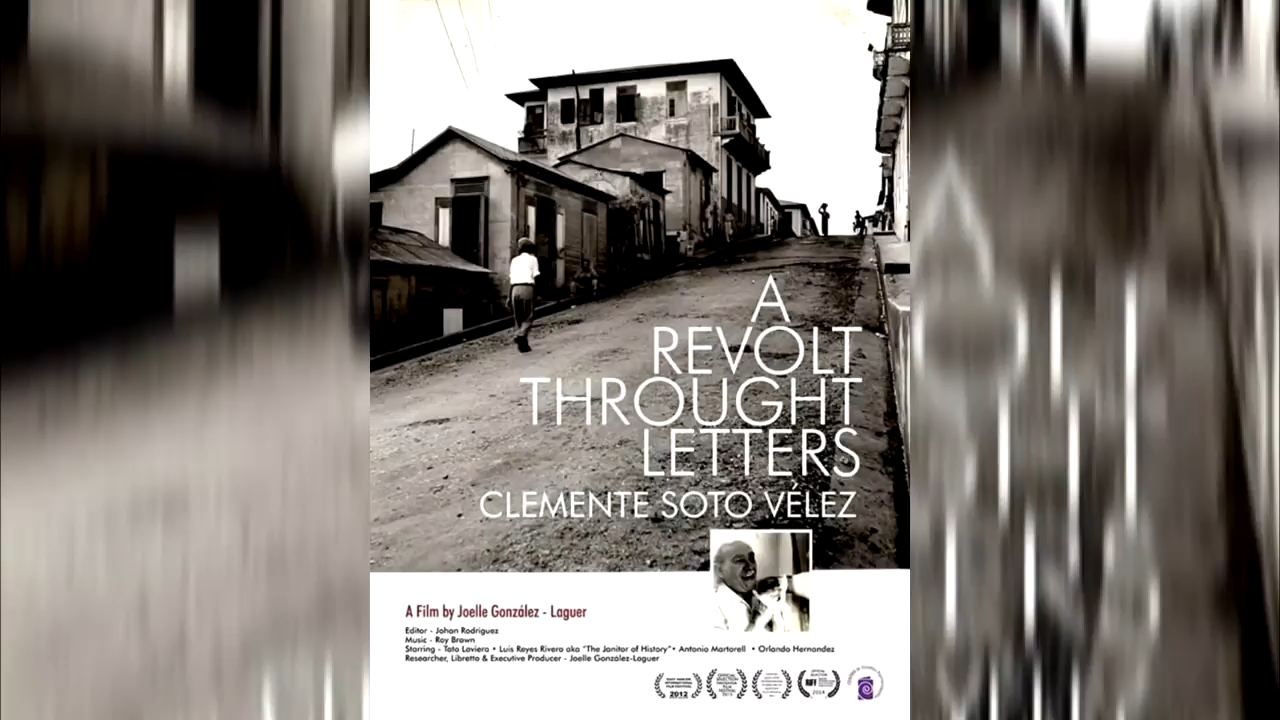 A
REVOLT
THROUGHT
LETTERS
CLEMENTE SOTO VÉLEZ
A Film by Joelle González - Laguer
Editor - Johan Rodriguez
Music - Roy Brown
Starring - Tato Laviera • Luis Reyes Rivera aka "The Janitor of History" • Antonio Martorell • Orlando Hernandez
Researcher, Libretto & Executive Producer - Joelle González-Laguer
2012
2014